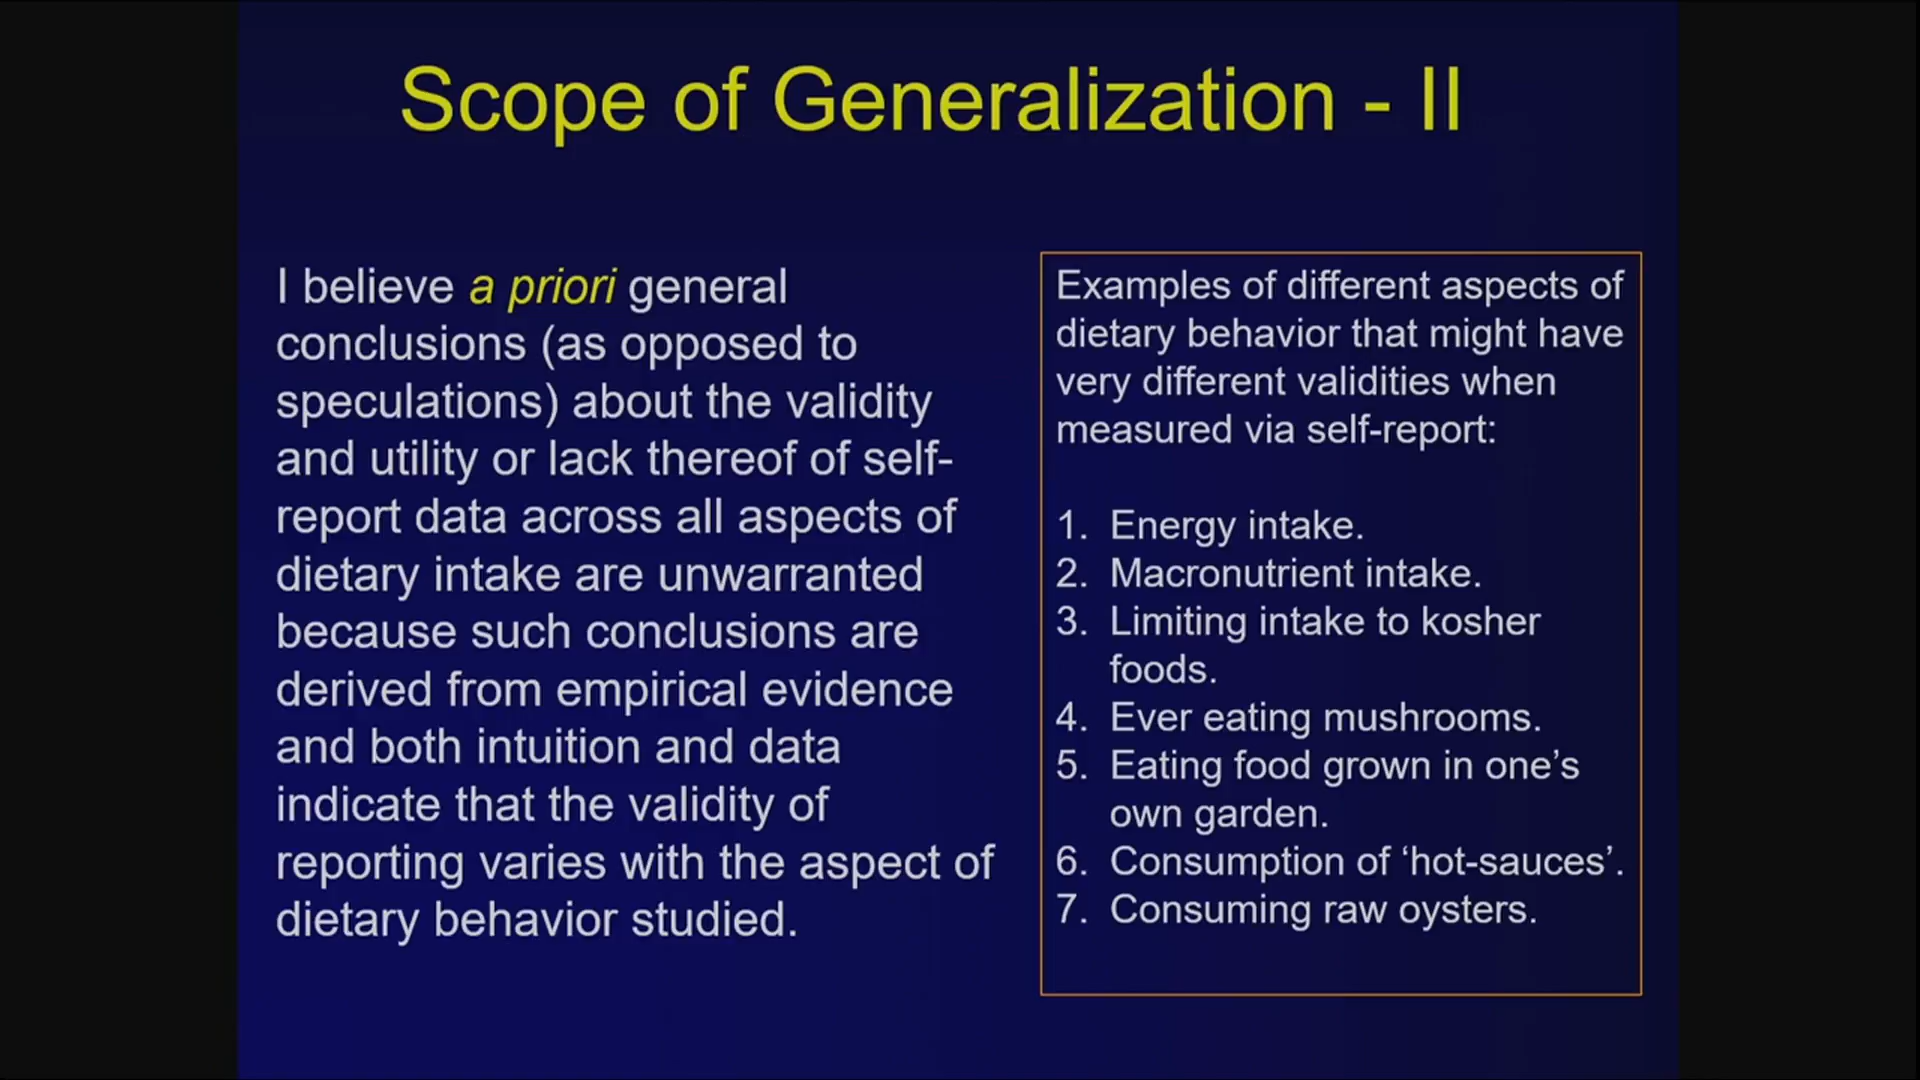 Scope of Generalization - II
I believe a priori general
conclusions (as opposed to
speculations) about the validity
and utility or lack thereof of self-
report data across all aspects of
dietary intake are unwarranted
because such conclusions are
derived from empirical evidence
and both intuition and data
indicate that the validity of
reporting varies with the aspect of
dietary behavior studied.
Examples of different aspects of
dietary behavior that might have
very different validities when
measured via self-report:
1. Energy intake.
2. Macronutrient intake.
3. Limiting intake to kosher
foods.
4. Ever eating mushrooms.
5. Eating food grown in one’s
own garden.
6. Consumption of ‘hot-sauces’.
7. Consuming raw oysters.